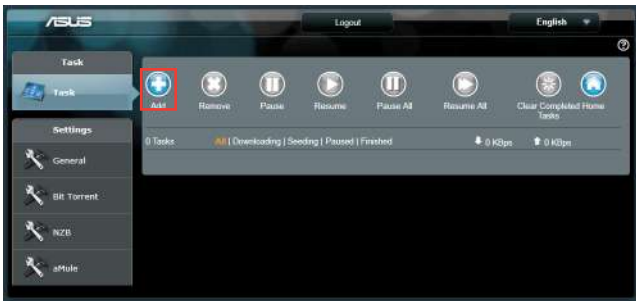 ASUS
Logout
English
Task
Task
Settings
General
Bit Torrent
NZB
aMule
Add
Remove
Pause
Resume
Pause All
Resume All
Clear Completed Tasks
Home
0 Tasks
All | Downloading | Seeding | Paused | Finished
0 KBps
0 KBps